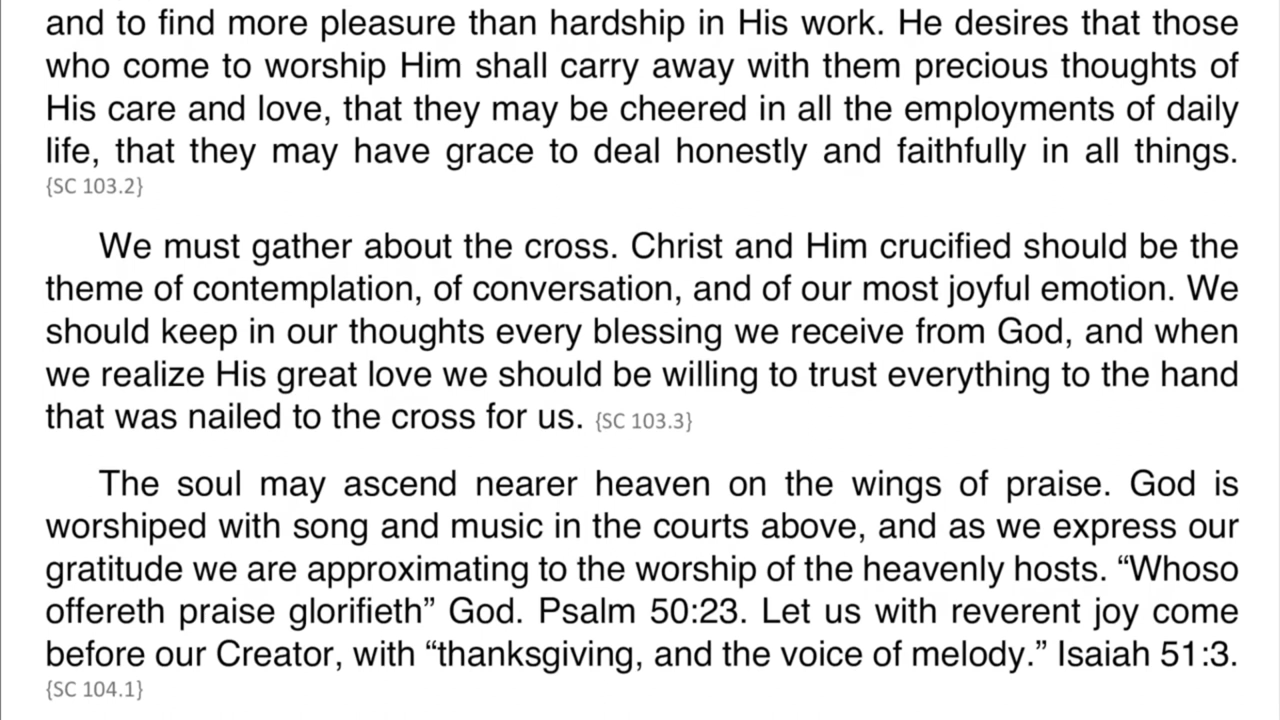 and to find more pleasure than hardship in His work. He desires that those
who come to worship Him shall carry away with them precious thoughts of
His care and love, that they may be cheered in all the employments of daily
life, that they may have grace to deal honestly and faithfully in all things.
{SC 103.2}
We must gather about the cross. Christ and Him crucified should be the
theme of contemplation, of conversation, and of our most joyful emotion. We
should keep in our thoughts every blessing we receive from God, and when
we realize His great love we should be willing to trust everything to the hand
that was nailed to the cross for us. {SC 103.3}
The soul may ascend nearer heaven on the wings of praise. God is
worshiped with song and music in the courts above, and as we express our
gratitude we are approximating to the worship of the heavenly hosts. “Whoso
offereth praise glorifieth” God. Psalm 50:23. Let us with reverent joy come
before our Creator, with “thanksgiving, and the voice of melody.” Isaiah 51:3.
{SC 104.1}